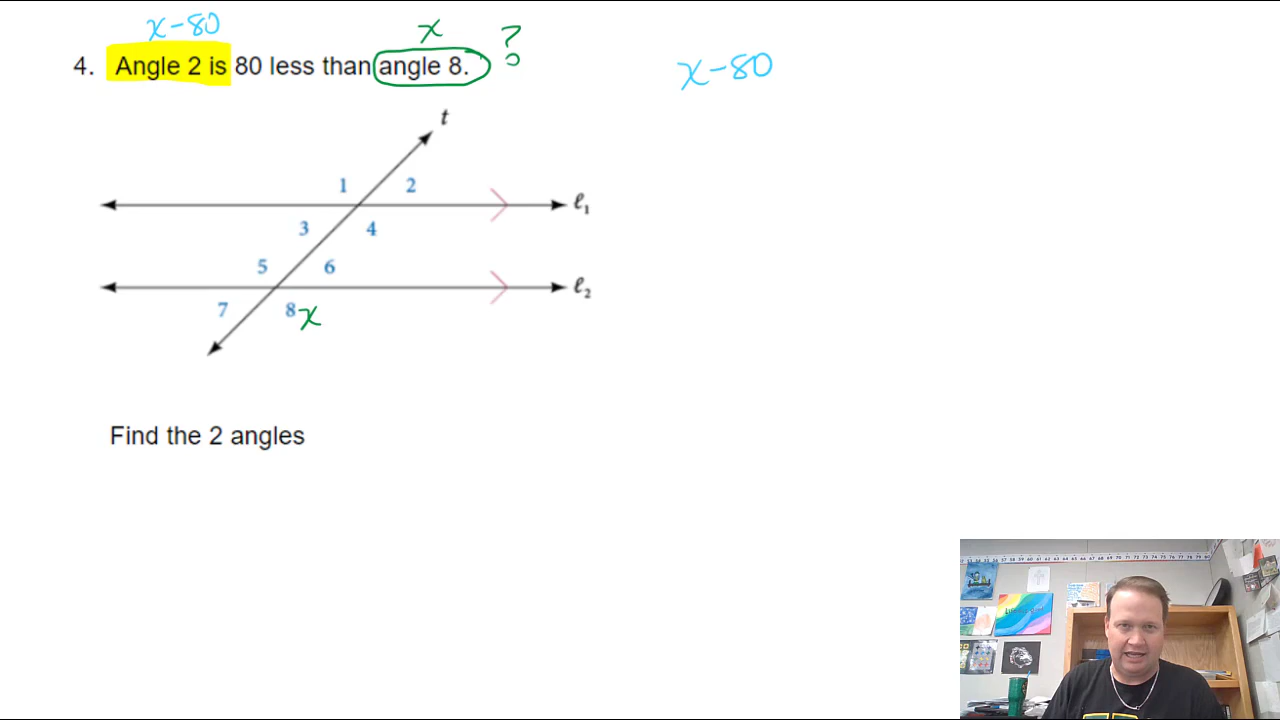 x-80 x ?
4. Angle 2 is 80 less than angle 8.
x-80
t
1 2
ℓ₁
3 4
5 6
ℓ₂
7 8 x
Find the 2 angles